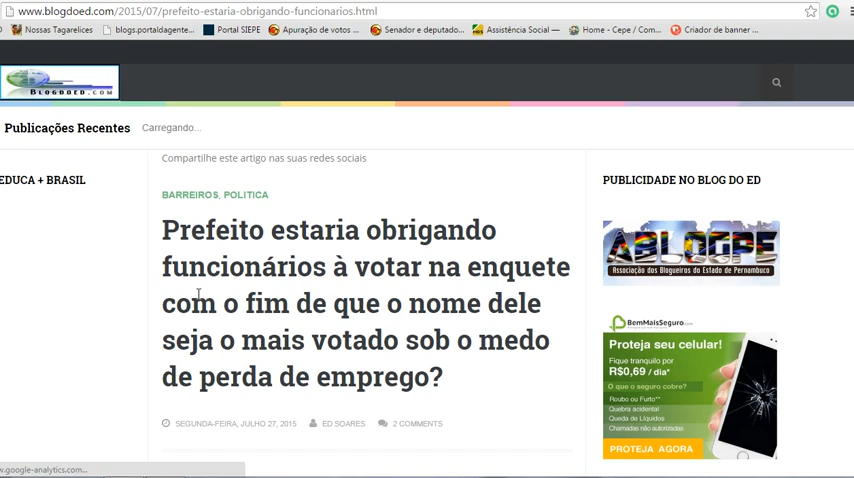 www.blogdoed.com/2015/07/prefeito-estaria-obrigando-funcionarios.html
Nossas Tagarelices
blogs.portaldagente...
Portal SIEPE
Apuração de votos ...
Senador e deputado...
Assistência Social —
Home - Cepe / Com...
Criador de banner ...
BLOGDOED.COM
Publicações Recentes
Carregando...
Compartilhe este artigo nas suas redes sociais
EDUCA + BRASIL
PUBLICIDADE NO BLOG DO ED
BARREIROS, POLITICA
Prefeito estaria obrigando
funcionários à votar na enquete
com o fim de que o nome dele
seja o mais votado sob o medo
de perda de emprego?
SEGUNDA-FEIRA, JULHO 27, 2015
ED SOARES
2 COMMENTS
ABLOGPE
Associação dos Blogueiros do Estado de Pernambuco
BemMaisSeguro.com
Proteja seu celular!
Fique tranquilo por
R$0,69 / dia*
O que o seguro cobre?
Roubo ou Furto**
Quebra acidental
Queda de Líquidos
Chamadas não autorizadas
PROTEJA AGORA
w.google-analytics.com...